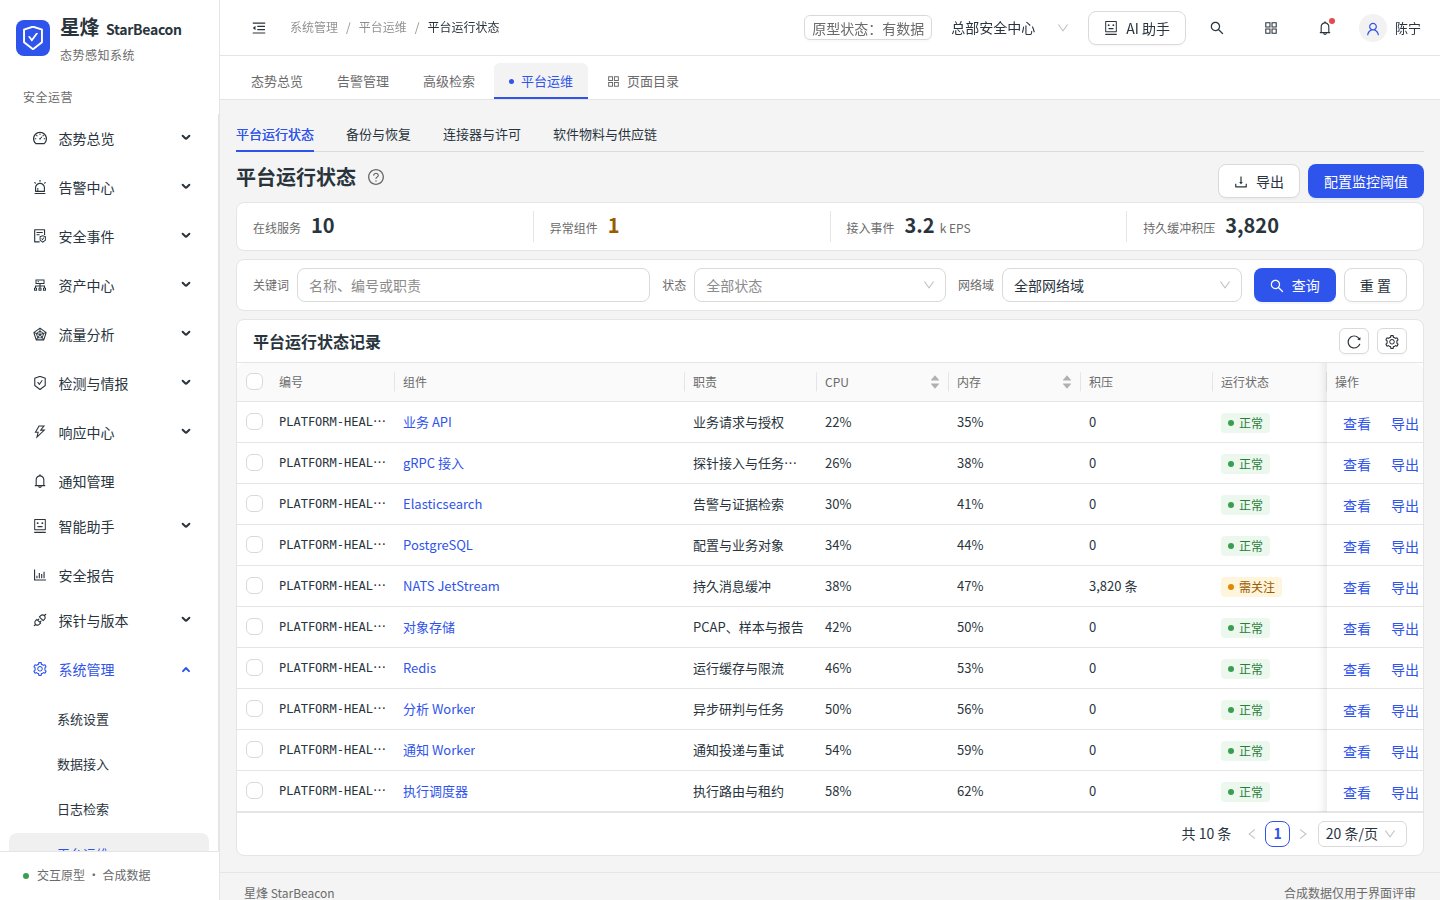 星烽 StarBeacon
态势感知系统
安全运营
态势总览
告警中心
安全事件
资产中心
流量分析
检测与情报
响应中心
通知管理
智能助手
安全报告
探针与版本
系统管理
系统设置
数据接入
日志检索
交互原型 · 合成数据
系统管理 / 平台运维 / 平台运行状态
原型状态：有数据
总部安全中心
AI 助手
陈宁
态势总览 告警管理 高级检索 平台运维 页面目录
平台运行状态 备份与恢复 连接器与许可 软件物料与供应链
平台运行状态
导出 配置监控阈值
在线服务 10 异常组件 1 接入事件 3.2 k EPS 持久缓冲积压 3,820
关键词 名称、编号或职责 状态 全部状态 网络域 全部网络域 查询 重 置
平台运行状态记录
编号 组件 职责 CPU 内存 积压 运行状态 操作
PLATFORM-HEAL··· 业务 API 业务请求与授权 22% 35% 0 正常 查看 导出
PLATFORM-HEAL··· gRPC 接入 探针接入与任务··· 26% 38% 0 正常 查看 导出
PLATFORM-HEAL··· Elasticsearch 告警与证据检索 30% 41% 0 正常 查看 导出
PLATFORM-HEAL··· PostgreSQL 配置与业务对象 34% 44% 0 正常 查看 导出
PLATFORM-HEAL··· NATS JetStream 持久消息缓冲 38% 47% 3,820 条 需关注 查看 导出
PLATFORM-HEAL··· 对象存储 PCAP、样本与报告 42% 50% 0 正常 查看 导出
PLATFORM-HEAL··· Redis 运行缓存与限流 46% 53% 0 正常 查看 导出
PLATFORM-HEAL··· 分析 Worker 异步研判与任务 50% 56% 0 正常 查看 导出
PLATFORM-HEAL··· 通知 Worker 通知投递与重试 54% 59% 0 正常 查看 导出
PLATFORM-HEAL··· 执行调度器 执行路由与租约 58% 62% 0 正常 查看 导出
共 10 条 1 20 条/页
星烽 StarBeacon
合成数据仅用于界面评审